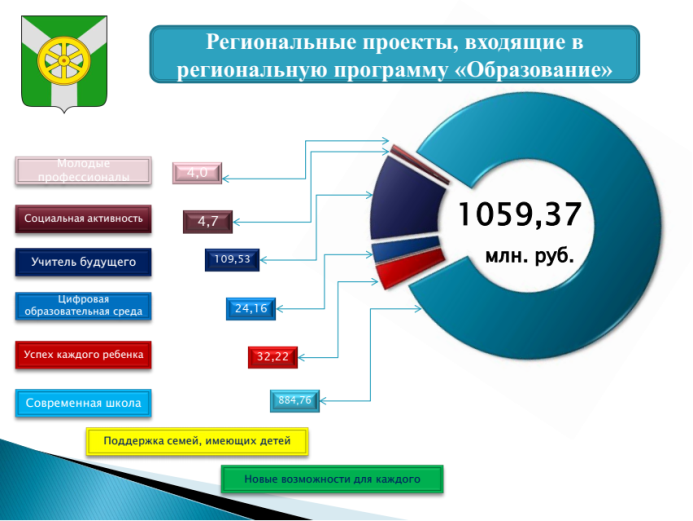 Региональные проекты, входящие в
региональную программу «Образование»
Молодые
профессионалы
4,0
Социальная активность
4,7
Учитель будущего
109,53
Цифровая
образовательная среда
24,16
Успех каждого ребенка
32,22
Современная школа
884,76
1059,37
млн. руб.
Поддержка семей, имеющих детей
Новые возможности для каждого